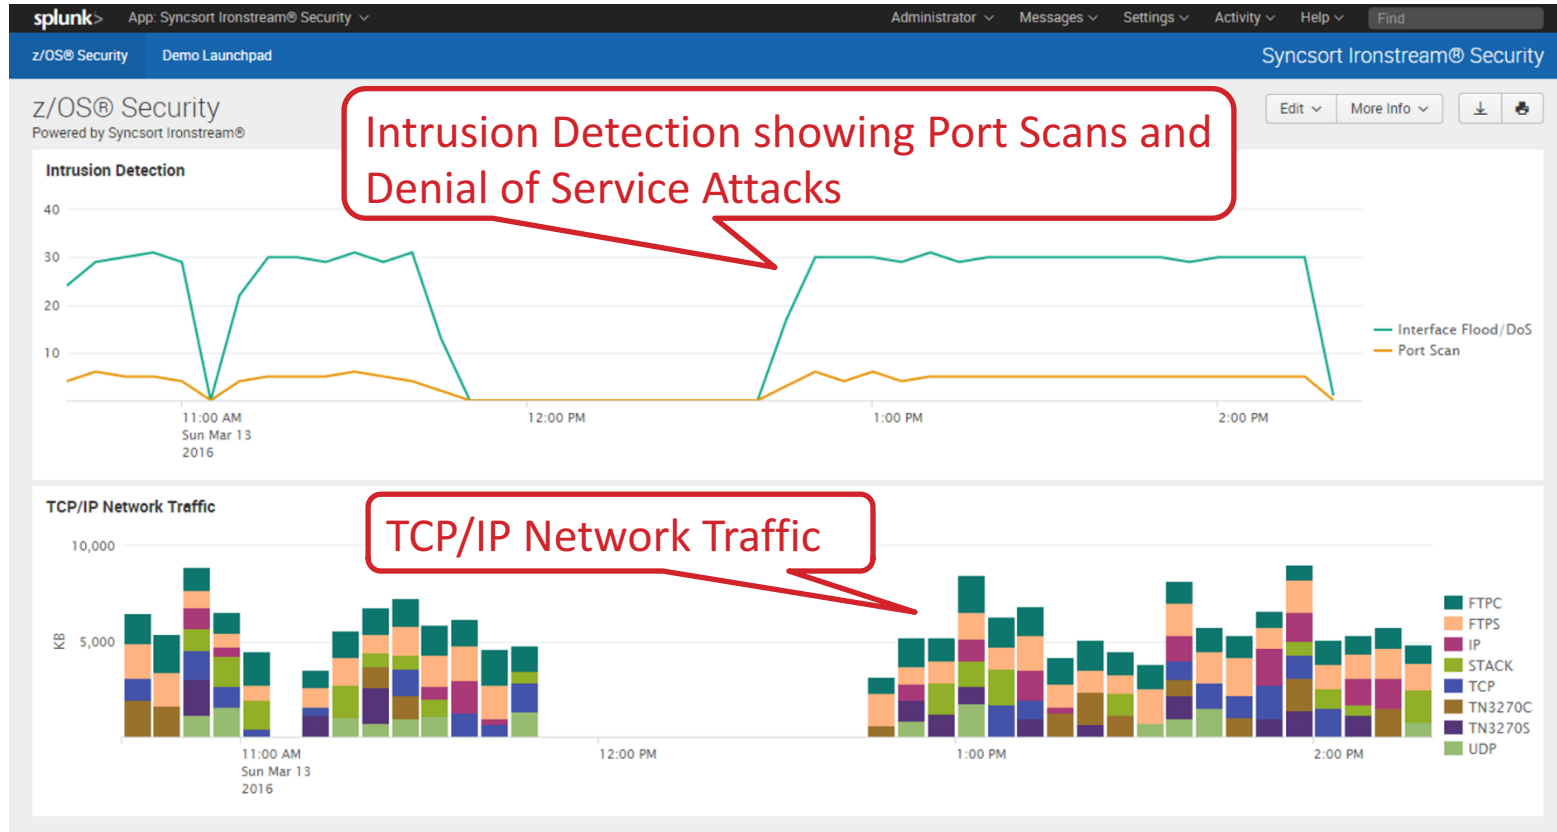 splunk> App: Syncsort Ironstream® Security Administrator Messages Settings Activity Help Find
z/OS® Security Demo Launchpad Syncsort Ironstream® Security
z/OS® Security
Powered by Syncsort Ironstream®
Edit More Info
Intrusion Detection showing Port Scans and
Denial of Service Attacks
Intrusion Detection
40
30
20
10
Interface Flood/DoS
Port Scan
11:00 AM 12:00 PM 1:00 PM 2:00 PM
Sun Mar 13
2016
TCP/IP Network Traffic
TCP/IP Network Traffic
10,000
5,000
KB
FTPC
FTPS
IP
STACK
TCP
TN3270C
TN3270S
UDP
11:00 AM 12:00 PM 1:00 PM 2:00 PM
Sun Mar 13
2016